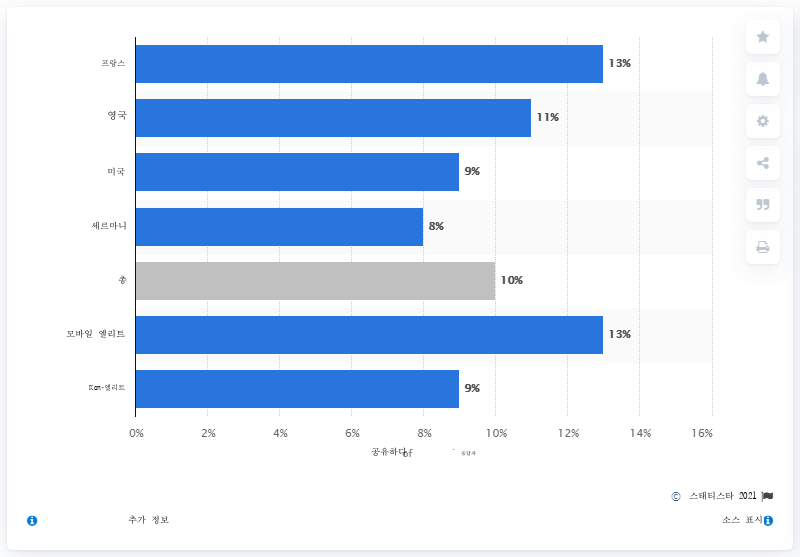 프랑스 13%
영국 11%
미국 9%
세르마니 8%
총 10%
모바일 엘리트 13%
Kon-엘리트 9%
0% 2% 4% 6% 8% 10% 12% 14% 16%
공유하다 of
© 스태티스타 2021
추가 정보
소스 표시